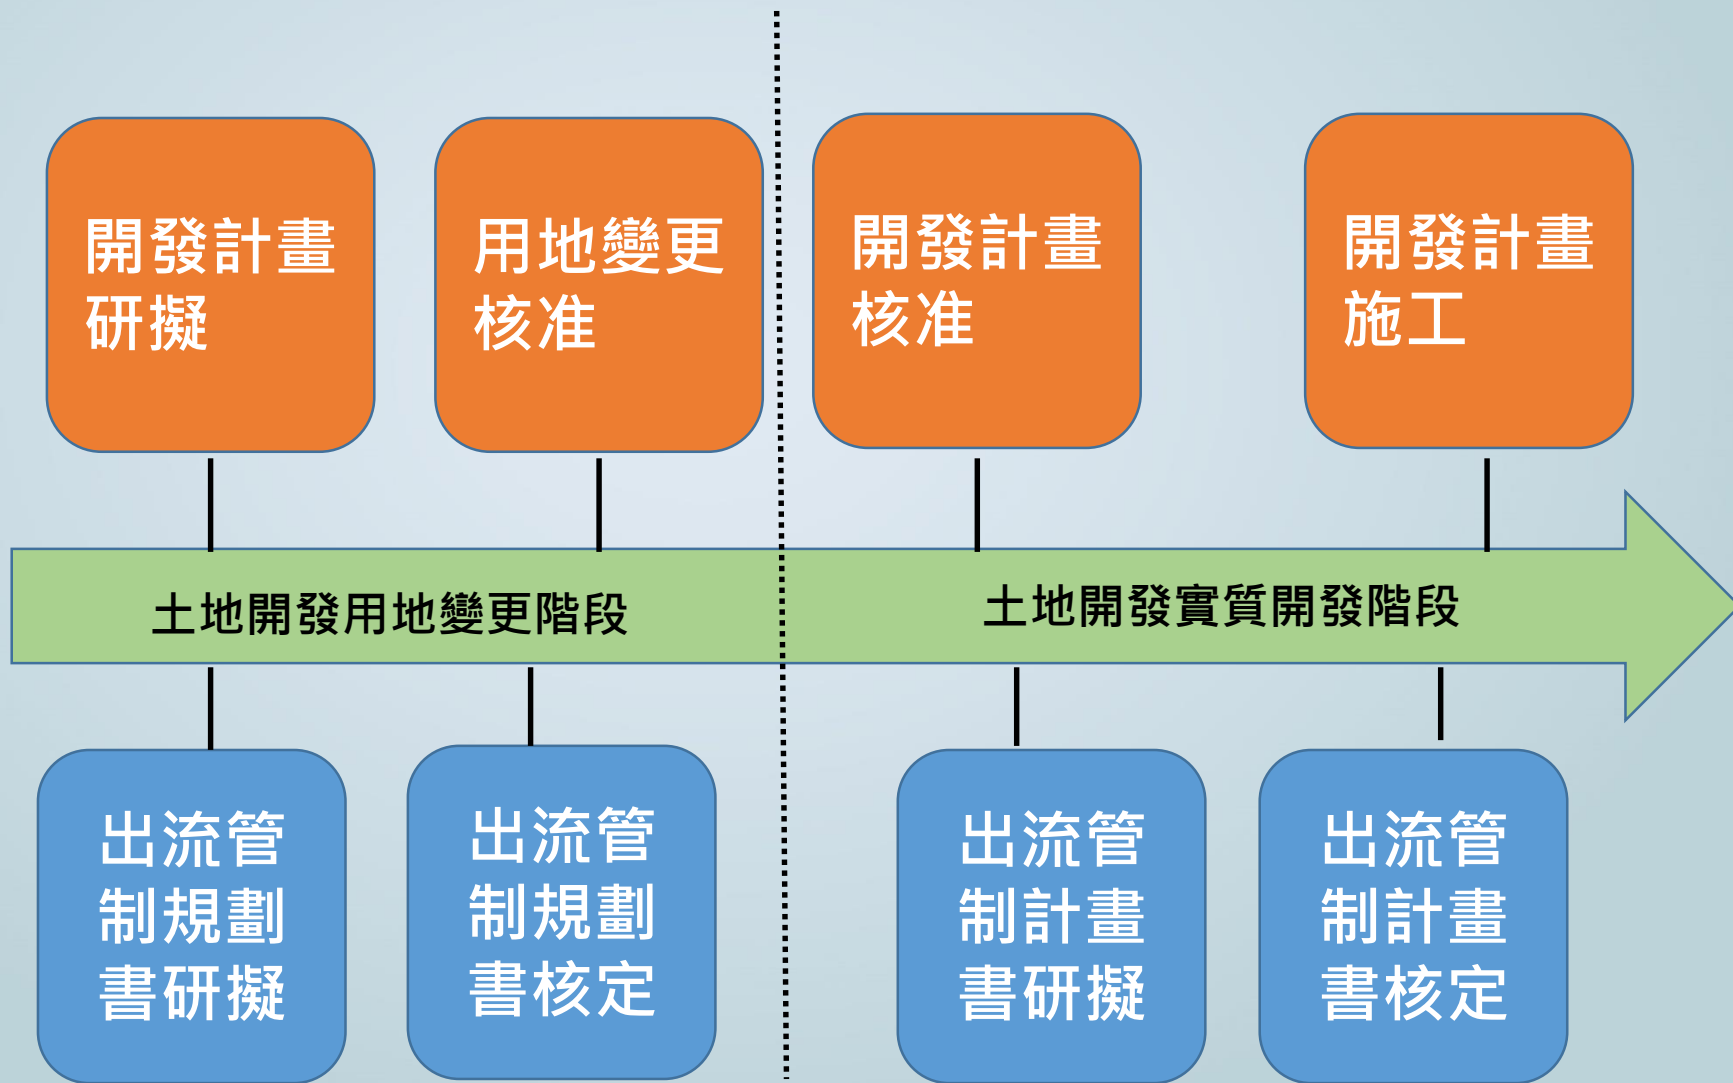 開發計畫
研擬
用地變更
核准
開發計畫
核准
開發計畫
施工
土地開發用地變更階段
土地開發實質開發階段
出流管
制規劃
書研擬
出流管
制規劃
書核定
出流管
制計畫
書研擬
出流管
制計畫
書核定